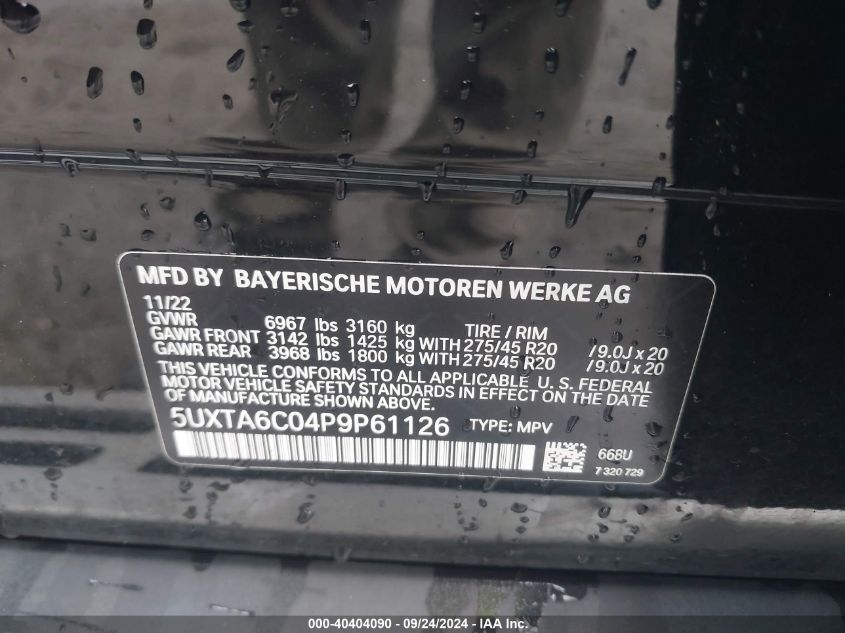 MFD BY BAYERISCHE MOTOREN WERKE AG
11/22
GVWR 6967 lbs 3160 kg TIRE / RIM
GAWR FRONT 3142 lbs 1425 kg WITH 275/45 R20 / 9.0J x 20
GAWR REAR 3968 lbs 1800 kg WITH 275/45 R20 / 9.0J x 20
THIS VEHICLE CONFORMS TO ALL APPLICABLE U. S. FEDERAL
MOTOR VEHICLE SAFETY STANDARDS IN EFFECT ON THE DATE
OF MANUFACTURE SHOWN ABOVE.
5UXTA6C04P9P61126 TYPE: MPV
668U
7 320 729
000-40404090 - 09/24/2024 - IAA Inc.